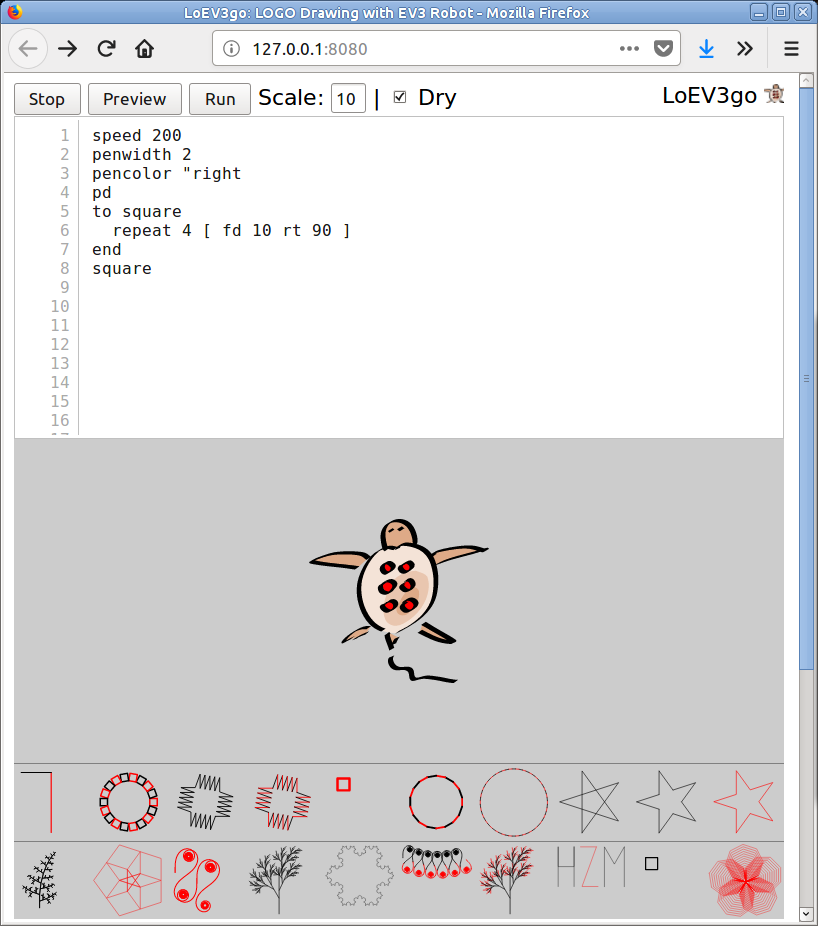 LoEV3go: LOGO Drawing with EV3 Robot - Mozilla Firefox
127.0.0.1:8080
Stop Preview Run Scale: 10 | Dry LoEV3go
1 speed 200
2 penwidth 2
3 pencolor "right
4 pd
5 to square
6 repeat 4 [ fd 10 rt 90 ]
7 end
8 square
9
10
11
12
13
14
15
16
17
HZM